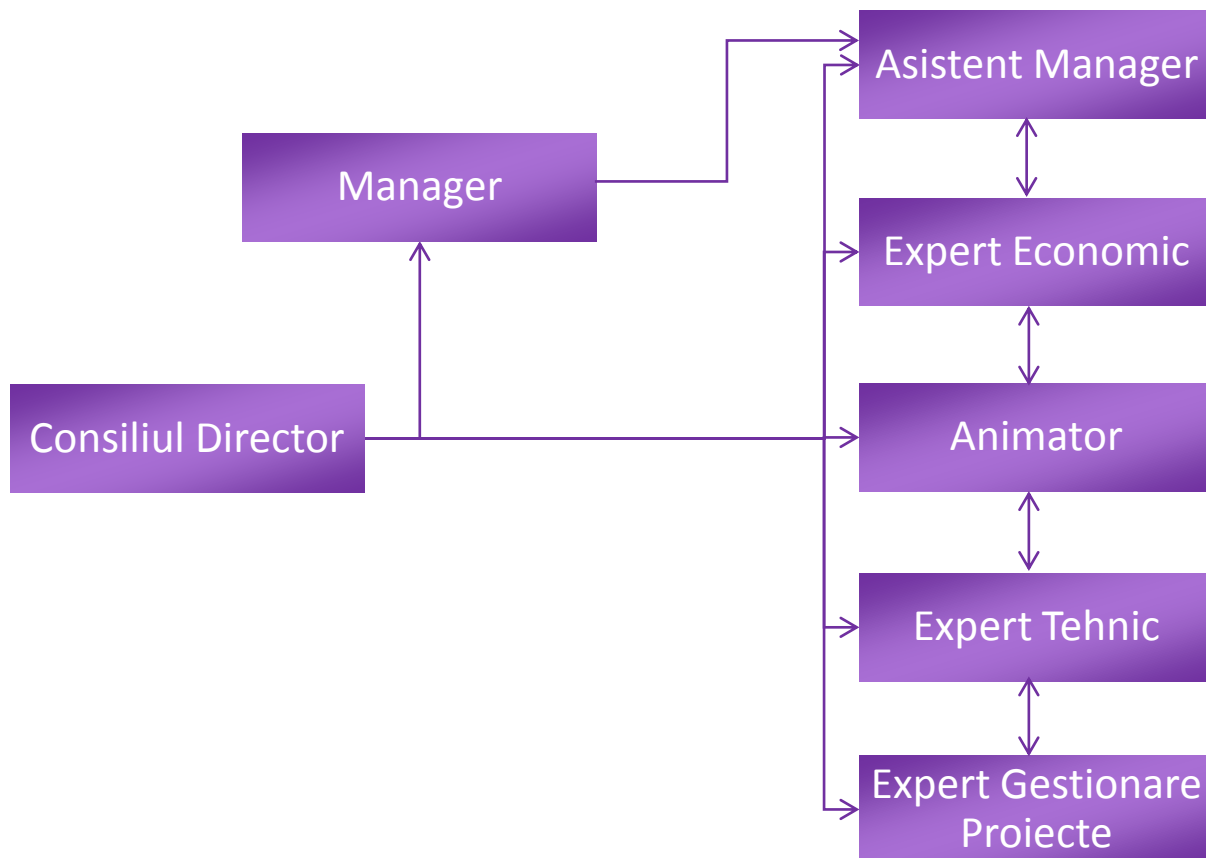 Asistent Manager
Manager
Expert Economic
Consiliul Director
Animator
Expert Tehnic
Expert Gestionare
Proiecte